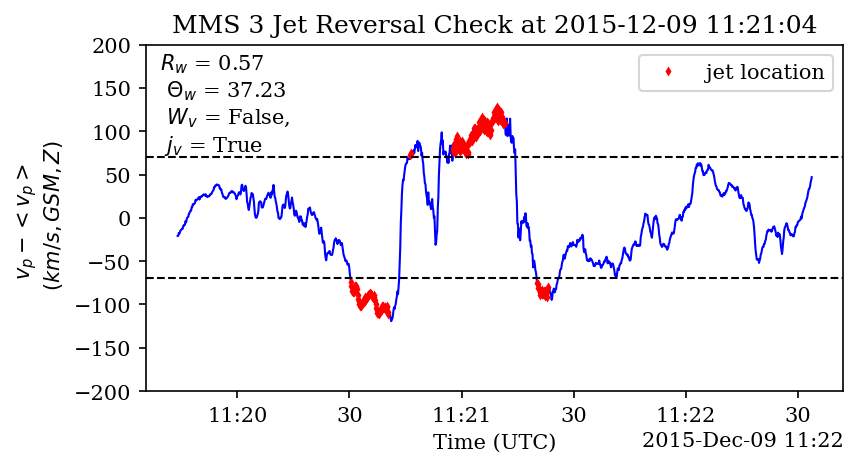 MMS 3 Jet Reversal Check at 2015-12-09 11:21:04
R_w = 0.57
Θ_w = 37.23
W_v = False,
j_v = True
jet location
200
150
100
50
0
−50
−100
−150
−200
v_p − < v_p >
(km/s, GSM, Z)
11:20 30 11:21 30 11:22 30
Time (UTC)
2015-Dec-09 11:22